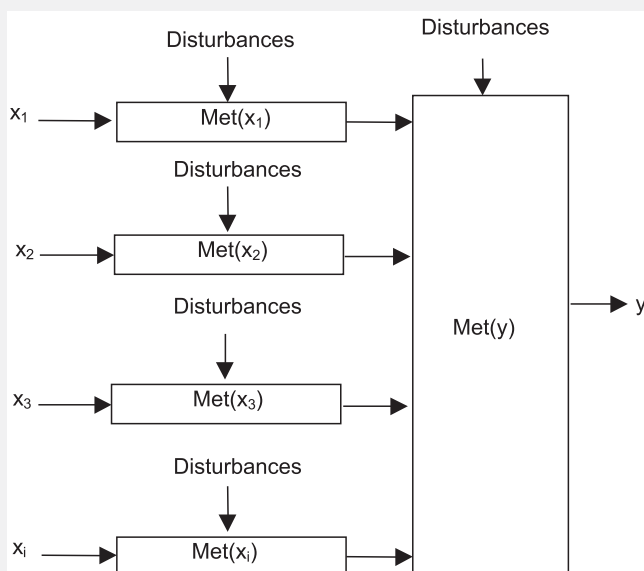 Disturbances
Disturbances
x₁
Met(x₁)
Disturbances
x₂
Met(x₂)
Disturbances
Met(y)
y
x₃
Met(x₃)
Disturbances
xᵢ
Met(xᵢ)